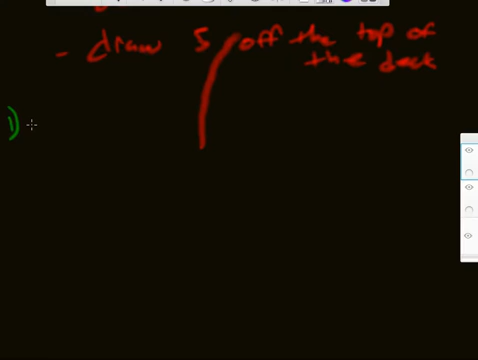 - draw 5 off the top of
the deck
1)